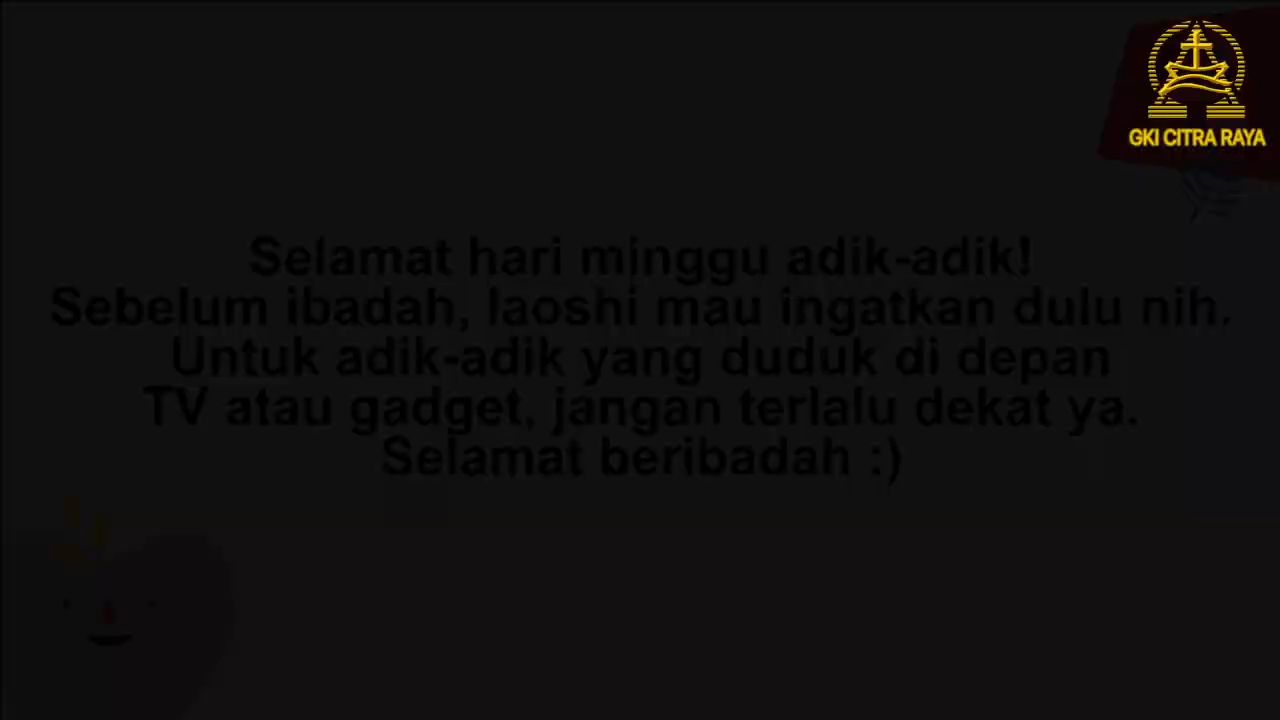 GKI CITRA RAYA
Selamat hari minggu adik-adik!
Sebelum ibadah, laoshi mau ingatkan dulu nih.
Untuk adik-adik yang duduk di depan
TV atau gadget, jangan terlalu dekat ya.
Selamat beribadah :)